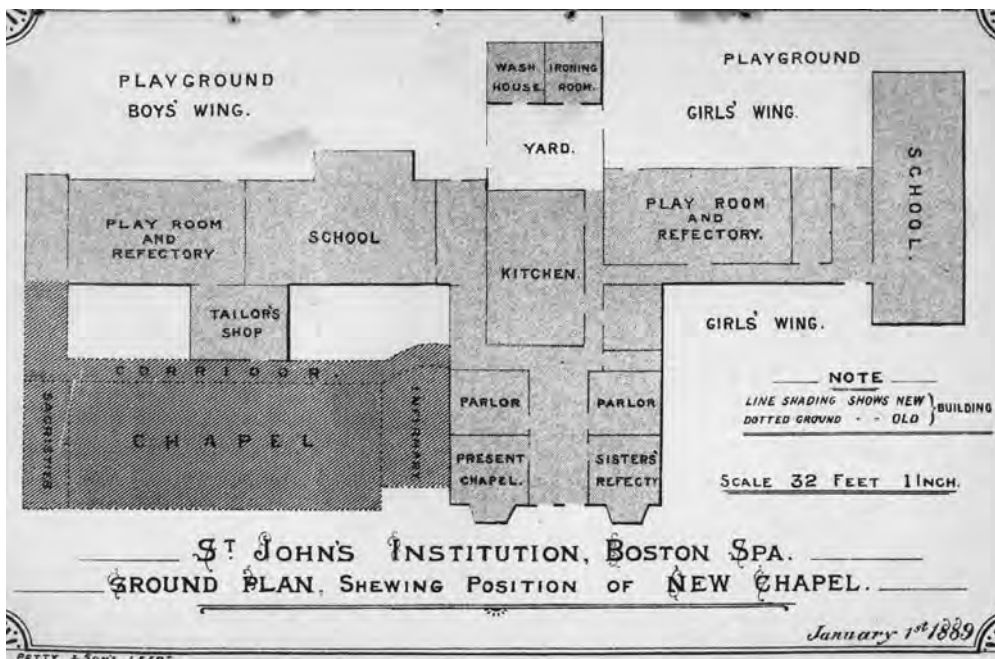 PLAYGROUND
BOYS' WING.
WASH HOUSE.
IRONING ROOM.
YARD.
PLAYGROUND
GIRLS' WING.
SCHOOL.
PLAY ROOM
AND
REFECTORY
SCHOOL
KITCHEN.
PLAY ROOM
AND
REFECTORY.
TAILOR'S
SHOP
GIRLS' WING.
CORRIDOR.
SACRISTIES
CHAPEL
INFIRMARY
PARLOR
PARLOR
PRESENT
CHAPEL.
SISTERS'
REFECTY
NOTE
LINE SHADING SHOWS NEW } BUILDING
DOTTED GROUND - - OLD
SCALE 32 FEET 1 INCH.
ST JOHN'S INSTITUTION, BOSTON SPA.
GROUND PLAN, SHEWING POSITION OF NEW CHAPEL.
January 1st 1889
PETTY & SON'S LEEDS